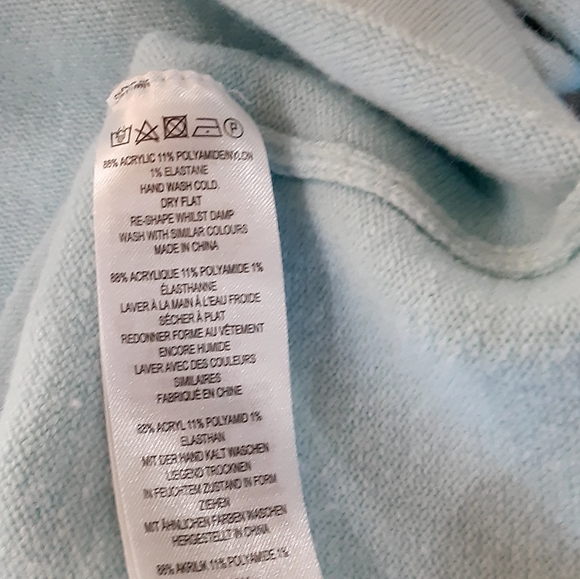 88% ACRYLIC 11% POLYAMIDE/NYLON
1% ELASTANE
HAND WASH COLD.
DRY FLAT
RE-SHAPE WHILST DAMP
WASH WITH SIMILAR COLOURS
MADE IN CHINA
88% ACRYLIQUE 11% POLYAMIDE 1%
ÉLASTHANNE
LAVER À LA MAIN À L'EAU FROIDE
SÉCHER À PLAT
REDONNER FORME AU VÊTEMENT
ENCORE HUMIDE
LAVER AVEC DES COULEURS
SIMILAIRES
FABRIQUÉ EN CHINE
88% ACRYL 11% POLYAMID 1%
ELASTHAN
MIT DER HAND KALT WASCHEN
LIEGEND TROCKNEN
IN FEUCHTEM ZUSTAND IN FORM
ZIEHEN
MIT ÄHNLICHEN FARBEN WASCHEN
HERGESTELLT IN CHINA
88% AKRILIK 11% POLYAMIDE 1%